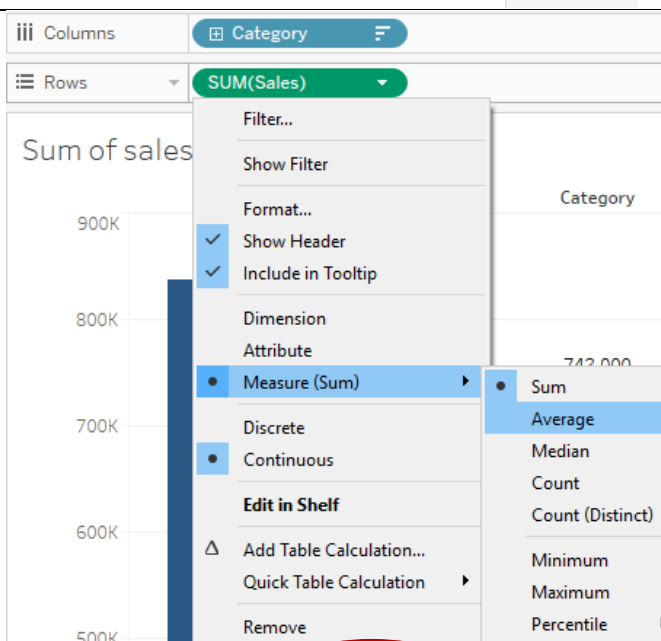 Columns
Category
Rows
SUM(Sales)
Sum of sales
Filter...
Show Filter
Format...
Show Header
Include in Tooltip
Dimension
Attribute
Measure (Sum)
Discrete
Continuous
Edit in Shelf
Add Table Calculation...
Quick Table Calculation
Remove
Category
900K
800K
700K
600K
500K
742,000
Sum
Average
Median
Count
Count (Distinct)
Minimum
Maximum
Percentile